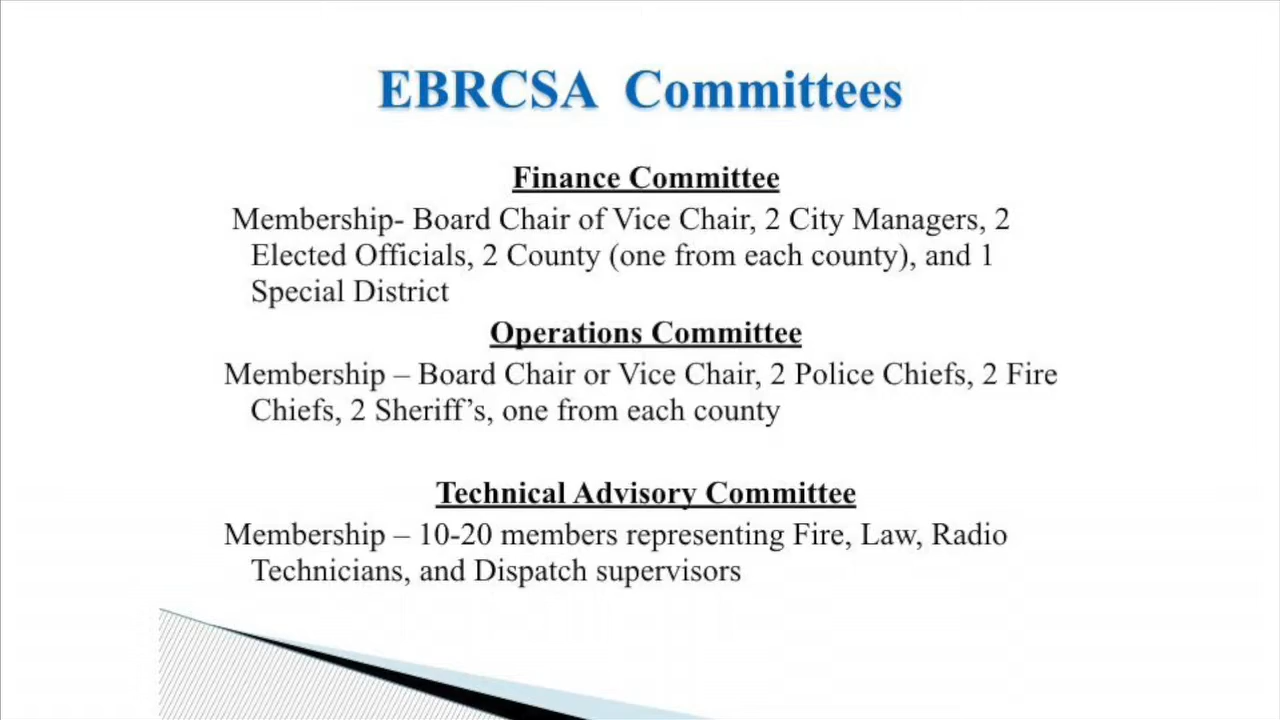 EBRCSA Committees
Finance Committee
Membership- Board Chair of Vice Chair, 2 City Managers, 2
Elected Officials, 2 County (one from each county), and 1
Special District
Operations Committee
Membership – Board Chair or Vice Chair, 2 Police Chiefs, 2 Fire
Chiefs, 2 Sheriff’s, one from each county
Technical Advisory Committee
Membership – 10-20 members representing Fire, Law, Radio
Technicians, and Dispatch supervisors